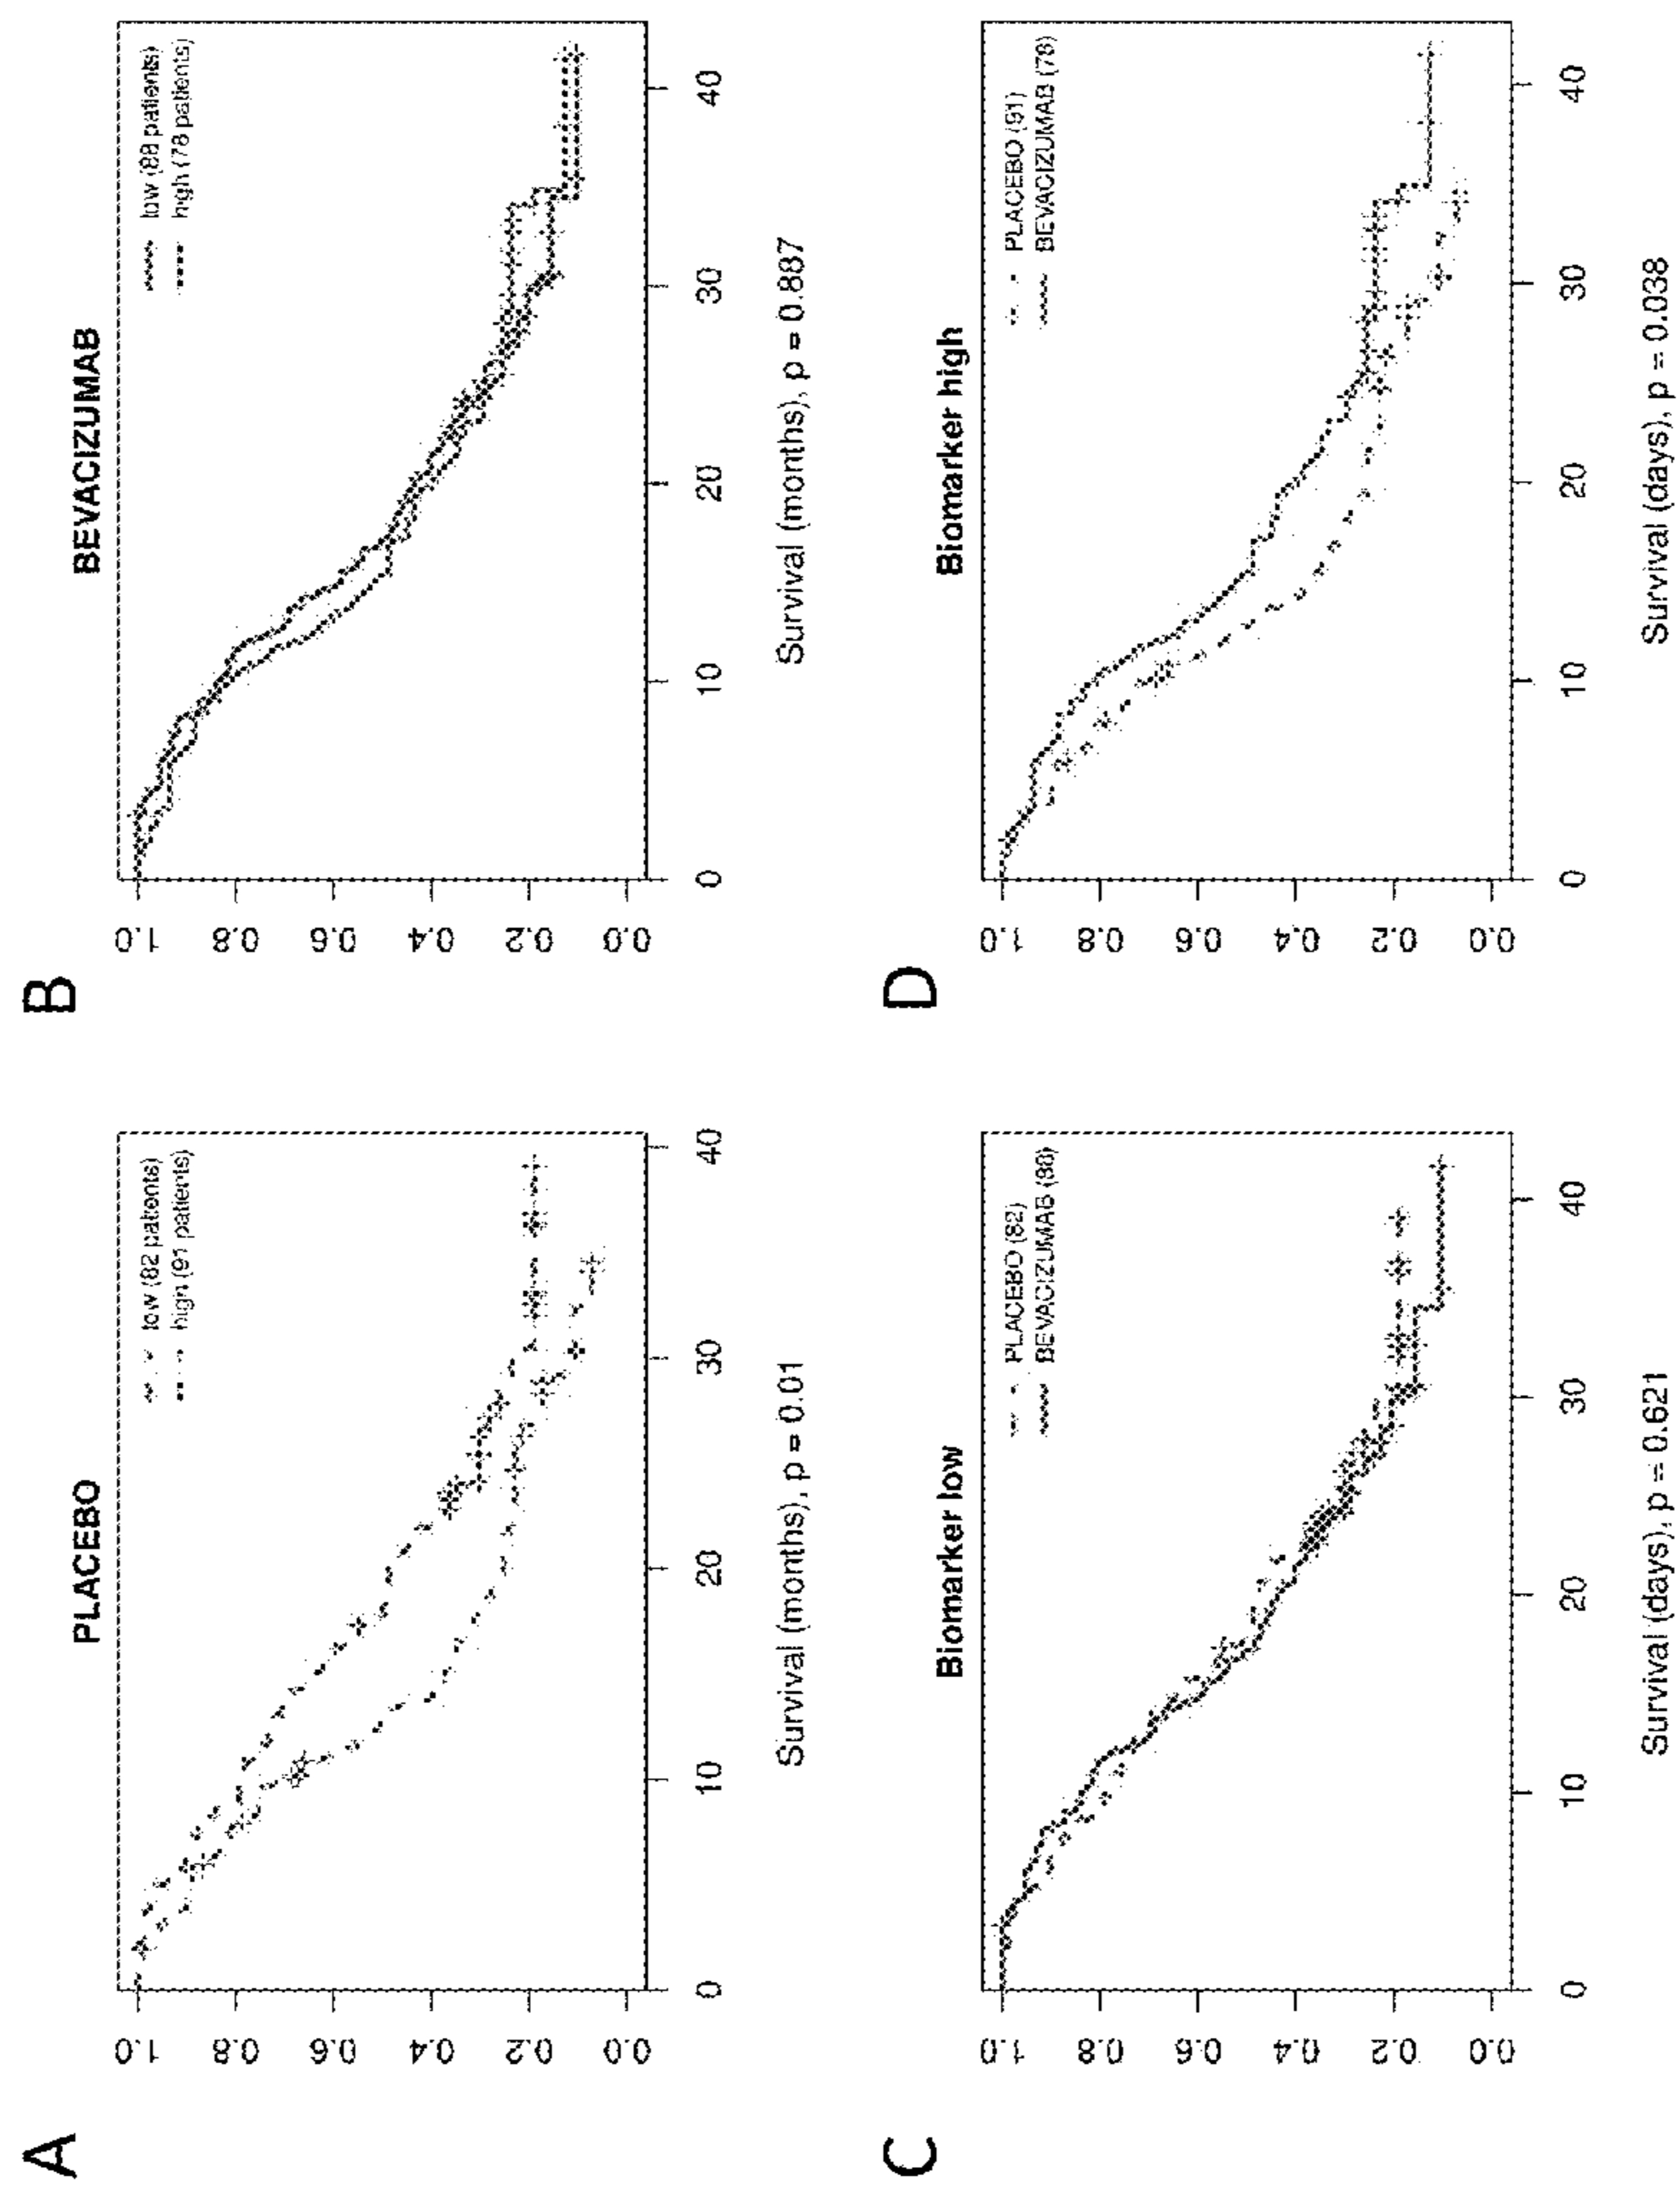 A
PLACEBO
low (82 patients)
high (91 patients)
1.0
0.8
0.6
0.4
0.2
0.0
0
10
20
30
40
Survival (months), p = 0.01
B
BEVACIZUMAB
low (88 patients)
high (78 patients)
1.0
0.8
0.6
0.4
0.2
0.0
0
10
20
30
40
Survival (months), p = 0.887
C
Biomarker low
PLACEBO (82)
BEVACIZUMAB (88)
1.0
0.8
0.6
0.4
0.2
0.0
0
10
20
30
40
Survival (days), p = 0.621
D
Biomarker high
PLACEBO (91)
BEVACIZUMAB (78)
1.0
0.8
0.6
0.4
0.2
0.0
0
10
20
30
40
Survival (days), p = 0.038